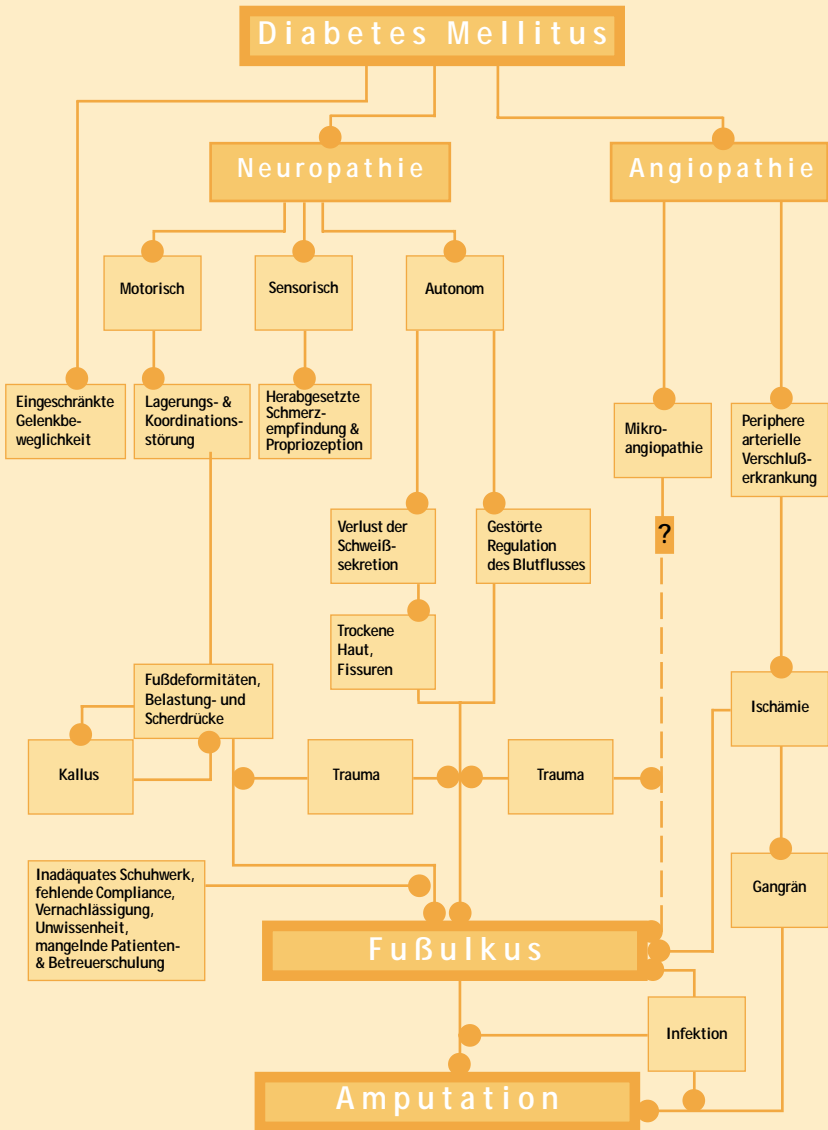 Diabetes Mellitus
Neuropathie
Angiopathie
Motorisch
Sensorisch
Autonom
Eingeschränkte
Gelenkbe-
weglichkeit
Lagerungs- &
Koordinations-
störung
Herabgesetzte
Schmerz-
empfindung &
Propriozeption
Mikro-
angiopathie
Periphere
arterielle
Verschluß-
erkrankung
Verlust der
Schweiß-
sekretion
Gestörte
Regulation
des Blutflusses
?
Trockene
Haut,
Fissuren
Fußdeformitäten,
Belastung- und
Scherdrücke
Ischämie
Kallus
Trauma
Trauma
Inadäquates Schuhwerk,
fehlende Compliance,
Vernachlässigung,
Unwissenheit,
mangelnde Patienten-
& Betreuerschulung
Gangrän
Fußulkus
Infektion
Amputation